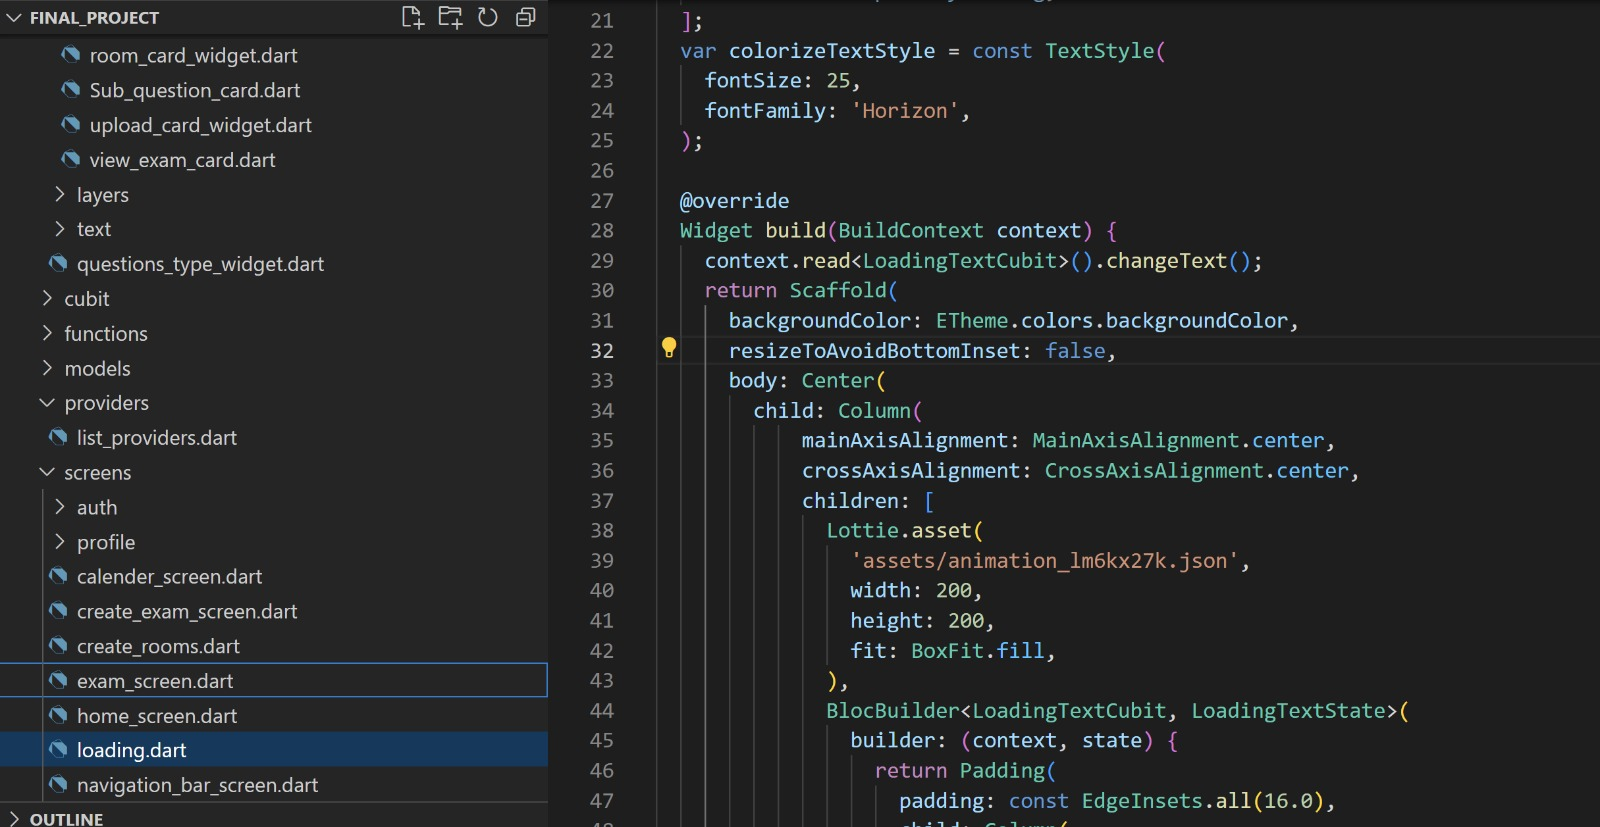 FINAL_PROJECT
room_card_widget.dart
Sub_question_card.dart
upload_card_widget.dart
view_exam_card.dart
layers
text
questions_type_widget.dart
cubit
functions
models
providers
list_providers.dart
screens
auth
profile
calender_screen.dart
create_exam_screen.dart
create_rooms.dart
exam_screen.dart
home_screen.dart
loading.dart
navigation_bar_screen.dart
OUTLINE
21 ];
22 var colorizeTextStyle = const TextStyle(
23 fontSize: 25,
24 fontFamily: 'Horizon',
25 );
26
27 @override
28 Widget build(BuildContext context) {
29 context.read<LoadingTextCubit>().changeText();
30 return Scaffold(
31 backgroundColor: ETheme.colors.backgroundColor,
32 resizeToAvoidBottomInset: false,
33 body: Center(
34 child: Column(
35 mainAxisAlignment: MainAxisAlignment.center,
36 crossAxisAlignment: CrossAxisAlignment.center,
37 children: [
38 Lottie.asset(
39 'assets/animation_lm6kx27k.json',
40 width: 200,
41 height: 200,
42 fit: BoxFit.fill,
43 ),
44 BlocBuilder<LoadingTextCubit, LoadingTextState>(
45 builder: (context, state) {
46 return Padding(
47 padding: const EdgeInsets.all(16.0),
48 child: Column(